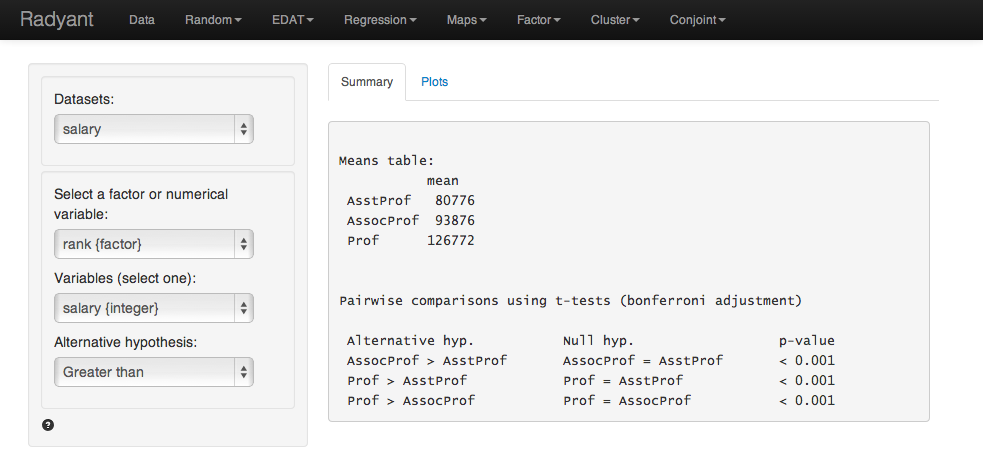 Radyant Data Random EDAT Regression Maps Factor Cluster Conjoint
Datasets:
salary
Select a factor or numerical
variable:
rank {factor}
Variables (select one):
salary {integer}
Alternative hypothesis:
Greater than
?
Summary Plots
Means table:
mean
AsstProf 80776
AssocProf 93876
Prof 126772
Pairwise comparisons using t-tests (bonferroni adjustment)
Alternative hyp. Null hyp. p-value
AssocProf > AsstProf AssocProf = AsstProf < 0.001
Prof > AsstProf Prof = AsstProf < 0.001
Prof > AssocProf Prof = AssocProf < 0.001